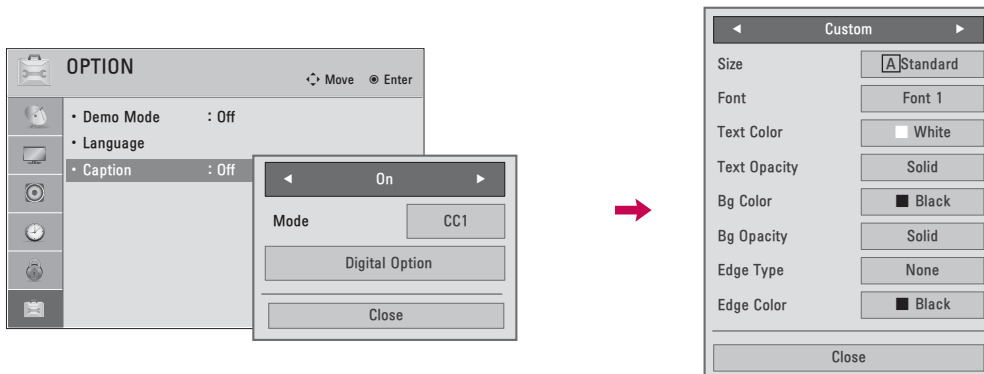 OPTION
Move Enter
• Demo Mode : Off
• Language
• Caption : Off
◄ On ►
Mode CC1
Digital Option
Close
◄ Custom ►
Size A Standard
Font Font 1
Text Color White
Text Opacity Solid
Bg Color Black
Bg Opacity Solid
Edge Type None
Edge Color Black
Close